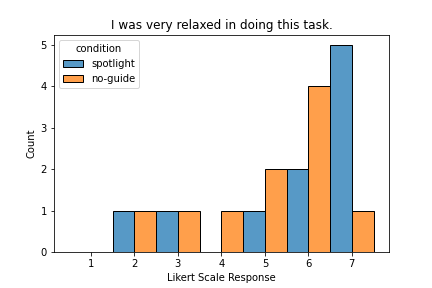 I was very relaxed in doing this task.
condition
spotlight
no-guide
5
4
3
2
1
0
Count
1 2 3 4 5 6 7
Likert Scale Response